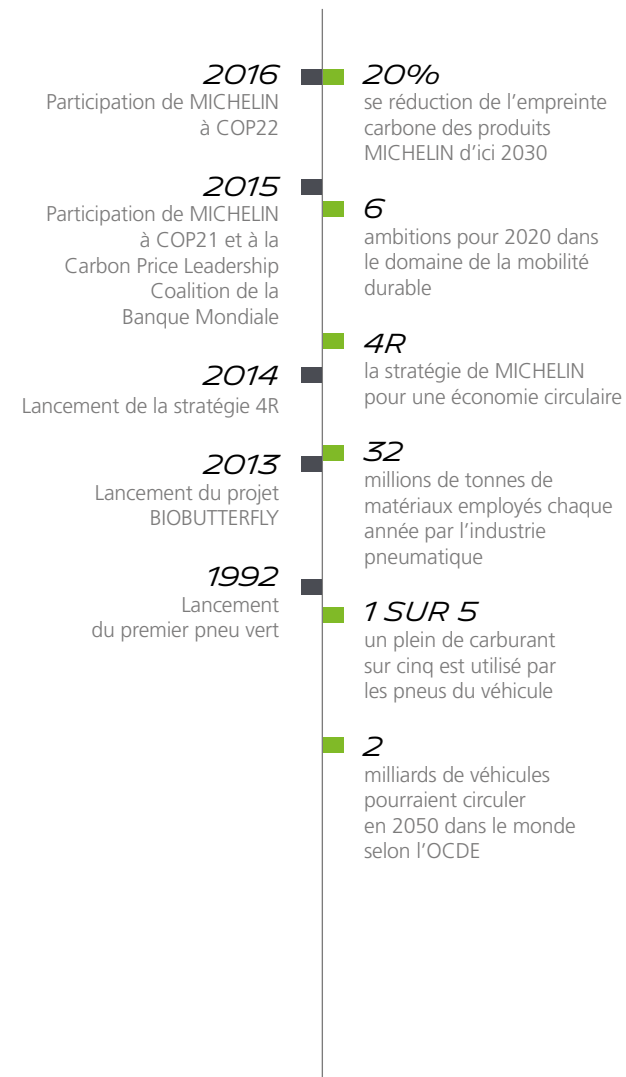 2016
Participation de MICHELIN
à COP22
2015
Participation de MICHELIN
à COP21 et à la
Carbon Price Leadership
Coalition de la
Banque Mondiale
2014
Lancement de la stratégie 4R
2013
Lancement du projet
BIOBUTTERFLY
1992
Lancement
du premier pneu vert
20%
se réduction de l’empreinte
carbone des produits
MICHELIN d’ici 2030
6
ambitions pour 2020 dans
le domaine de la mobilité
durable
4R
la stratégie de MICHELIN
pour une économie circulaire
32
millions de tonnes de
matériaux employés chaque
année par l’industrie
pneumatique
1 SUR 5
un plein de carburant
sur cinq est utilisé par
les pneus du véhicule
2
milliards de véhicules
pourraient circuler
en 2050 dans le monde
selon l’OCDE